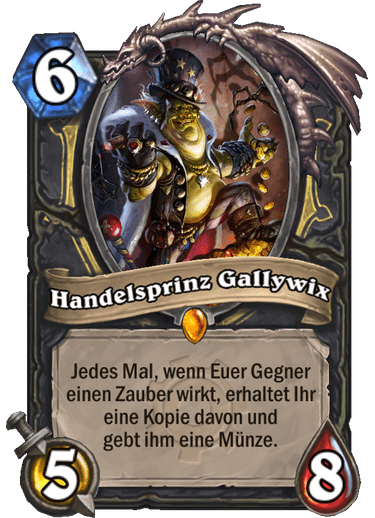 6
Handelsprinz Gallywix
Jedes Mal, wenn Euer Gegner
einen Zauber wirkt, erhaltet Ihr
eine Kopie davon und
gebt ihm eine Münze.
5
8